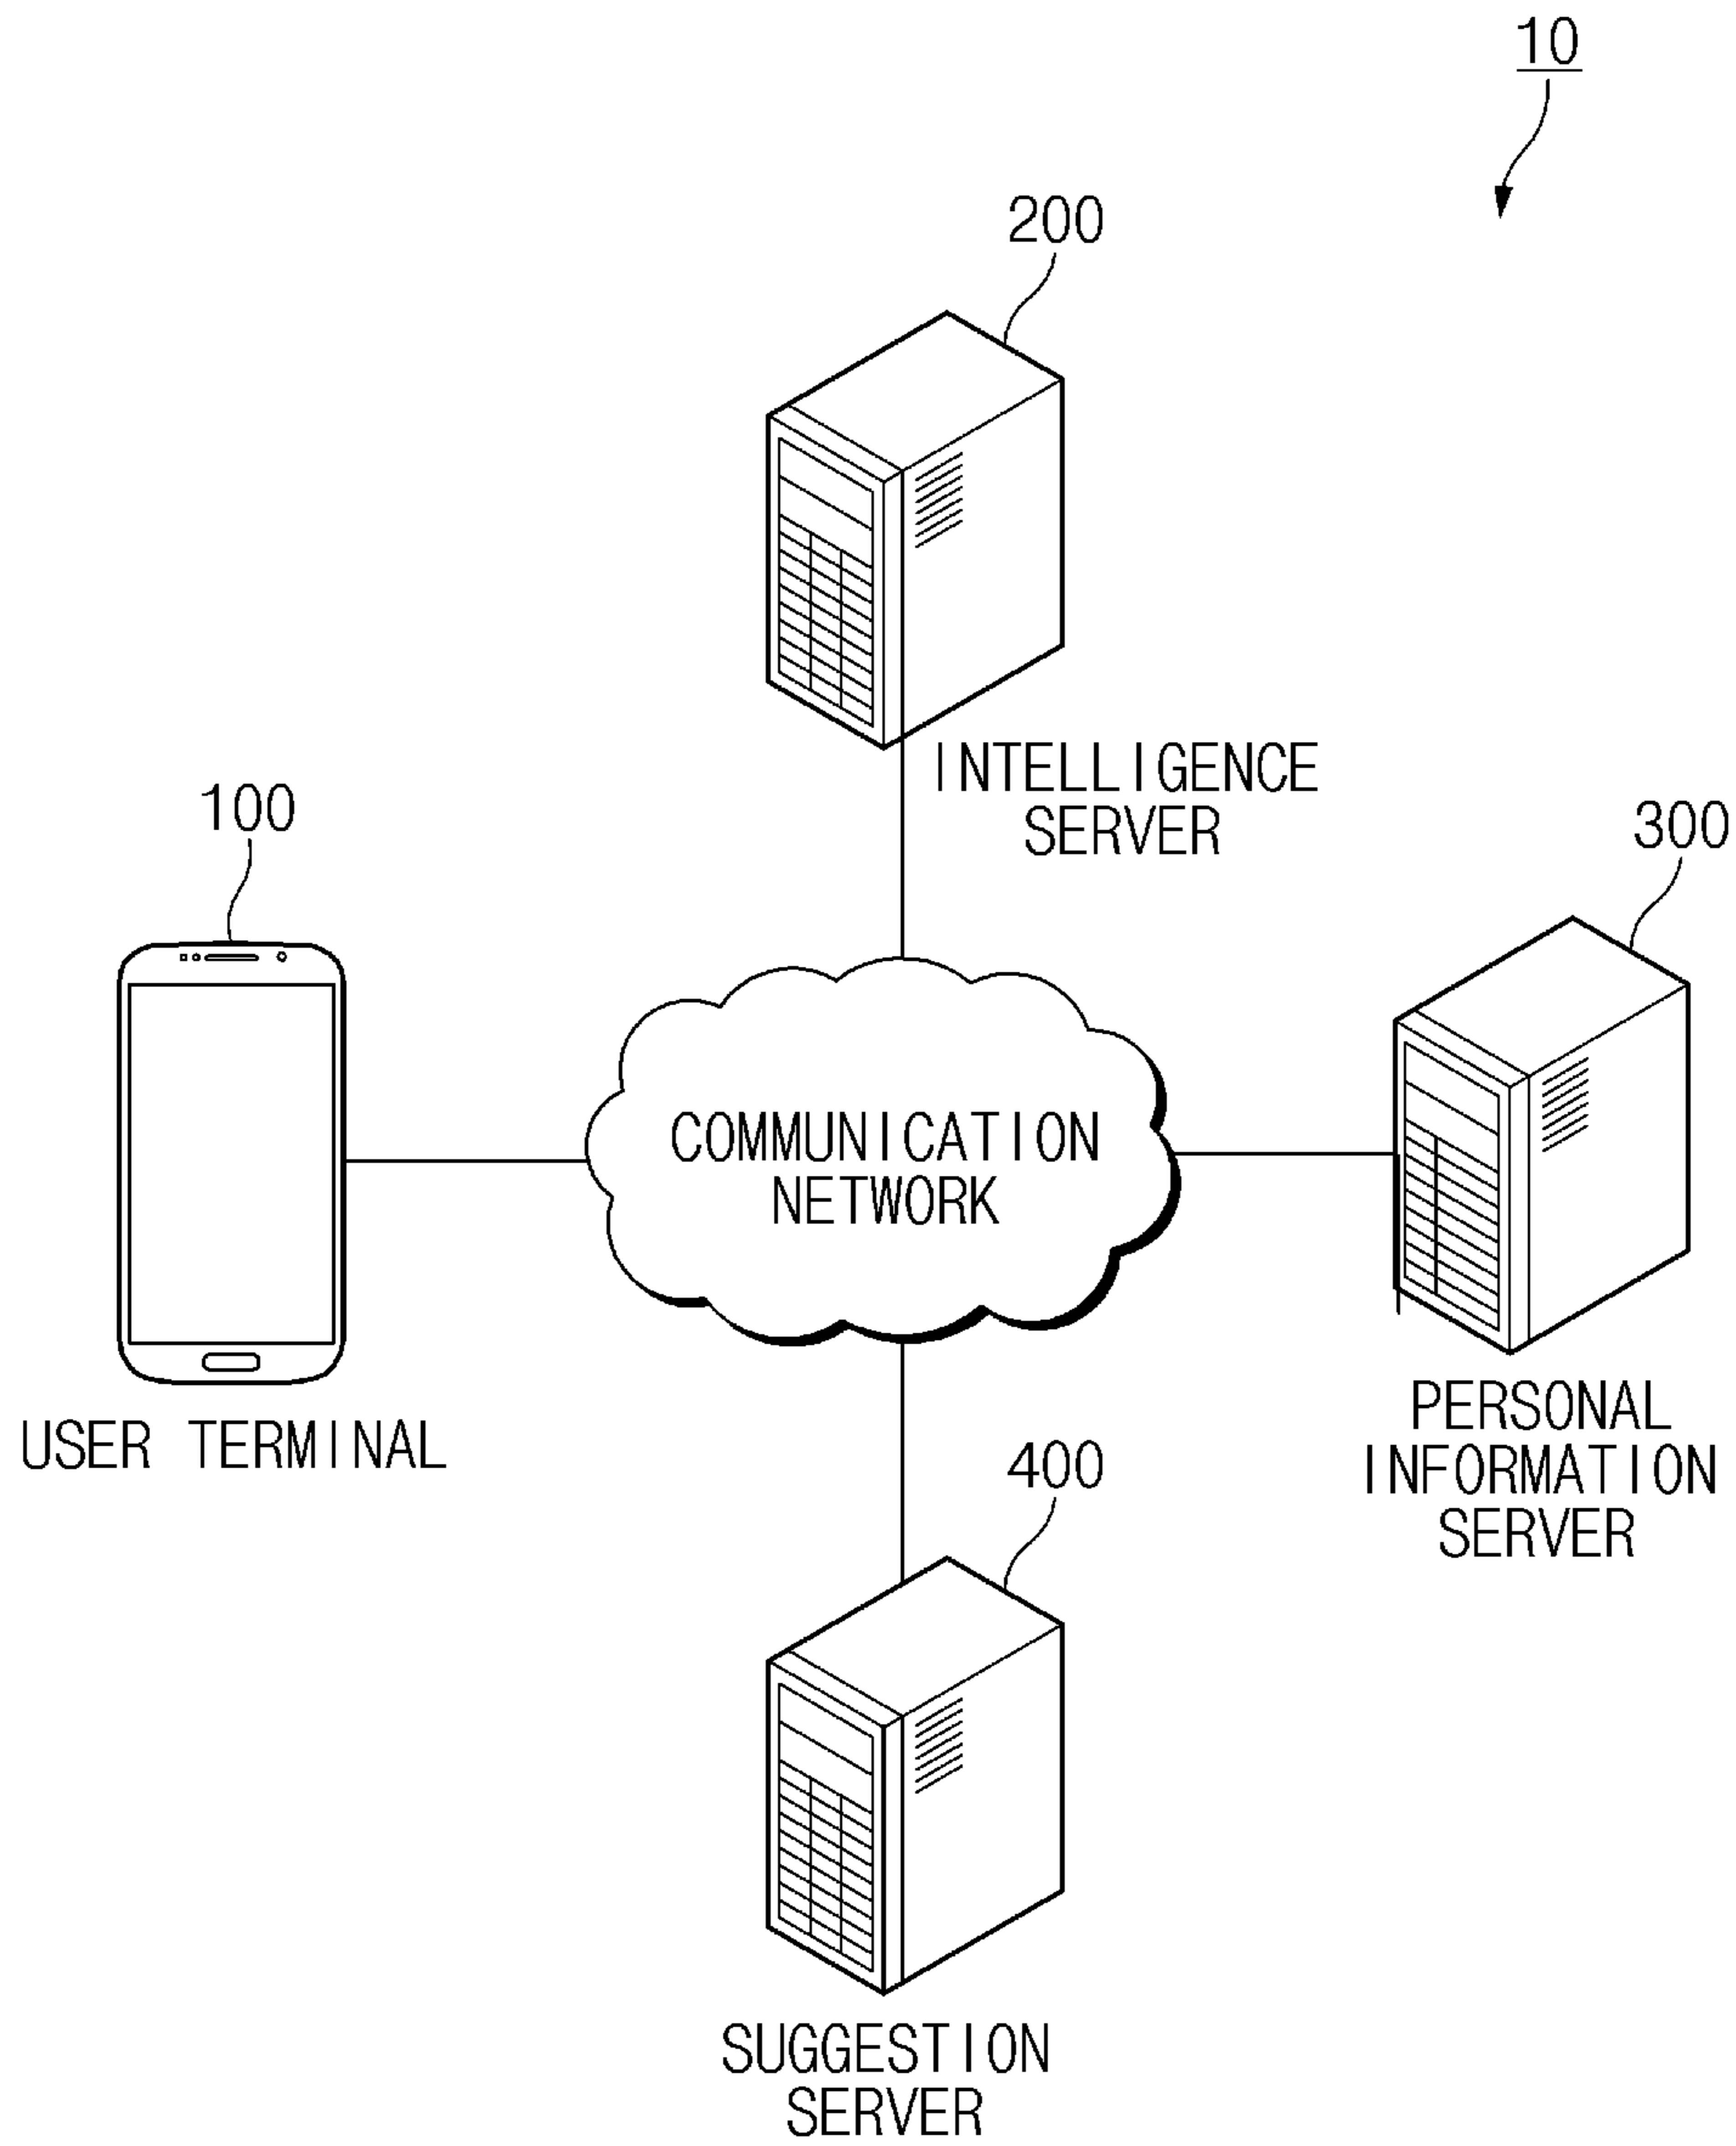 10
200
INTELLIGENCE
SERVER
100
300
COMMUNICATION
NETWORK
USER TERMINAL
PERSONAL
INFORMATION
SERVER
400
SUGGESTION
SERVER